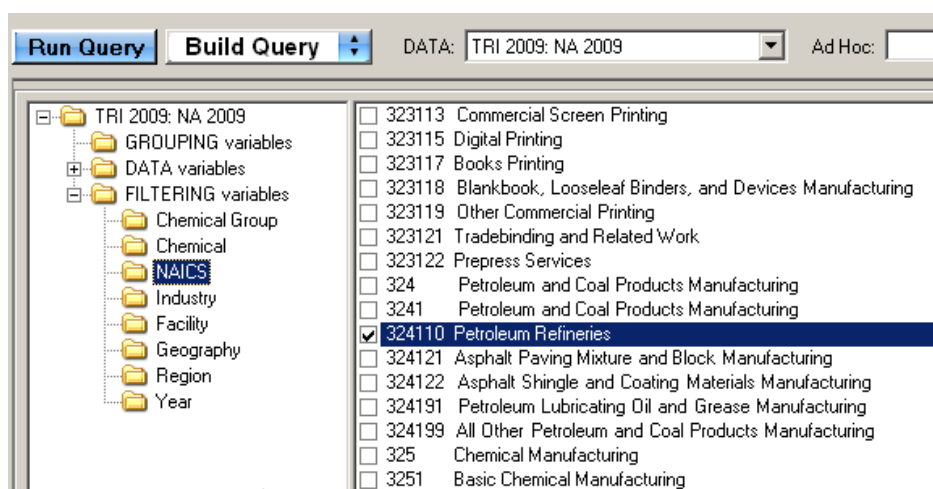 Run Query Build Query DATA: TRI 2009: NA 2009 Ad Hoc:
TRI 2009: NA 2009
GROUPING variables
DATA variables
FILTERING variables
Chemical Group
Chemical
NAICS
Industry
Facility
Geography
Region
Year
323113 Commercial Screen Printing
323115 Digital Printing
323117 Books Printing
323118 Blankbook, Looseleaf Binders, and Devices Manufacturing
323119 Other Commercial Printing
323121 Tradebinding and Related Work
323122 Prepress Services
324 Petroleum and Coal Products Manufacturing
3241 Petroleum and Coal Products Manufacturing
324110 Petroleum Refineries
324121 Asphalt Paving Mixture and Block Manufacturing
324122 Asphalt Shingle and Coating Materials Manufacturing
324191 Petroleum Lubricating Oil and Grease Manufacturing
324199 All Other Petroleum and Coal Products Manufacturing
325 Chemical Manufacturing
3251 Basic Chemical Manufacturing